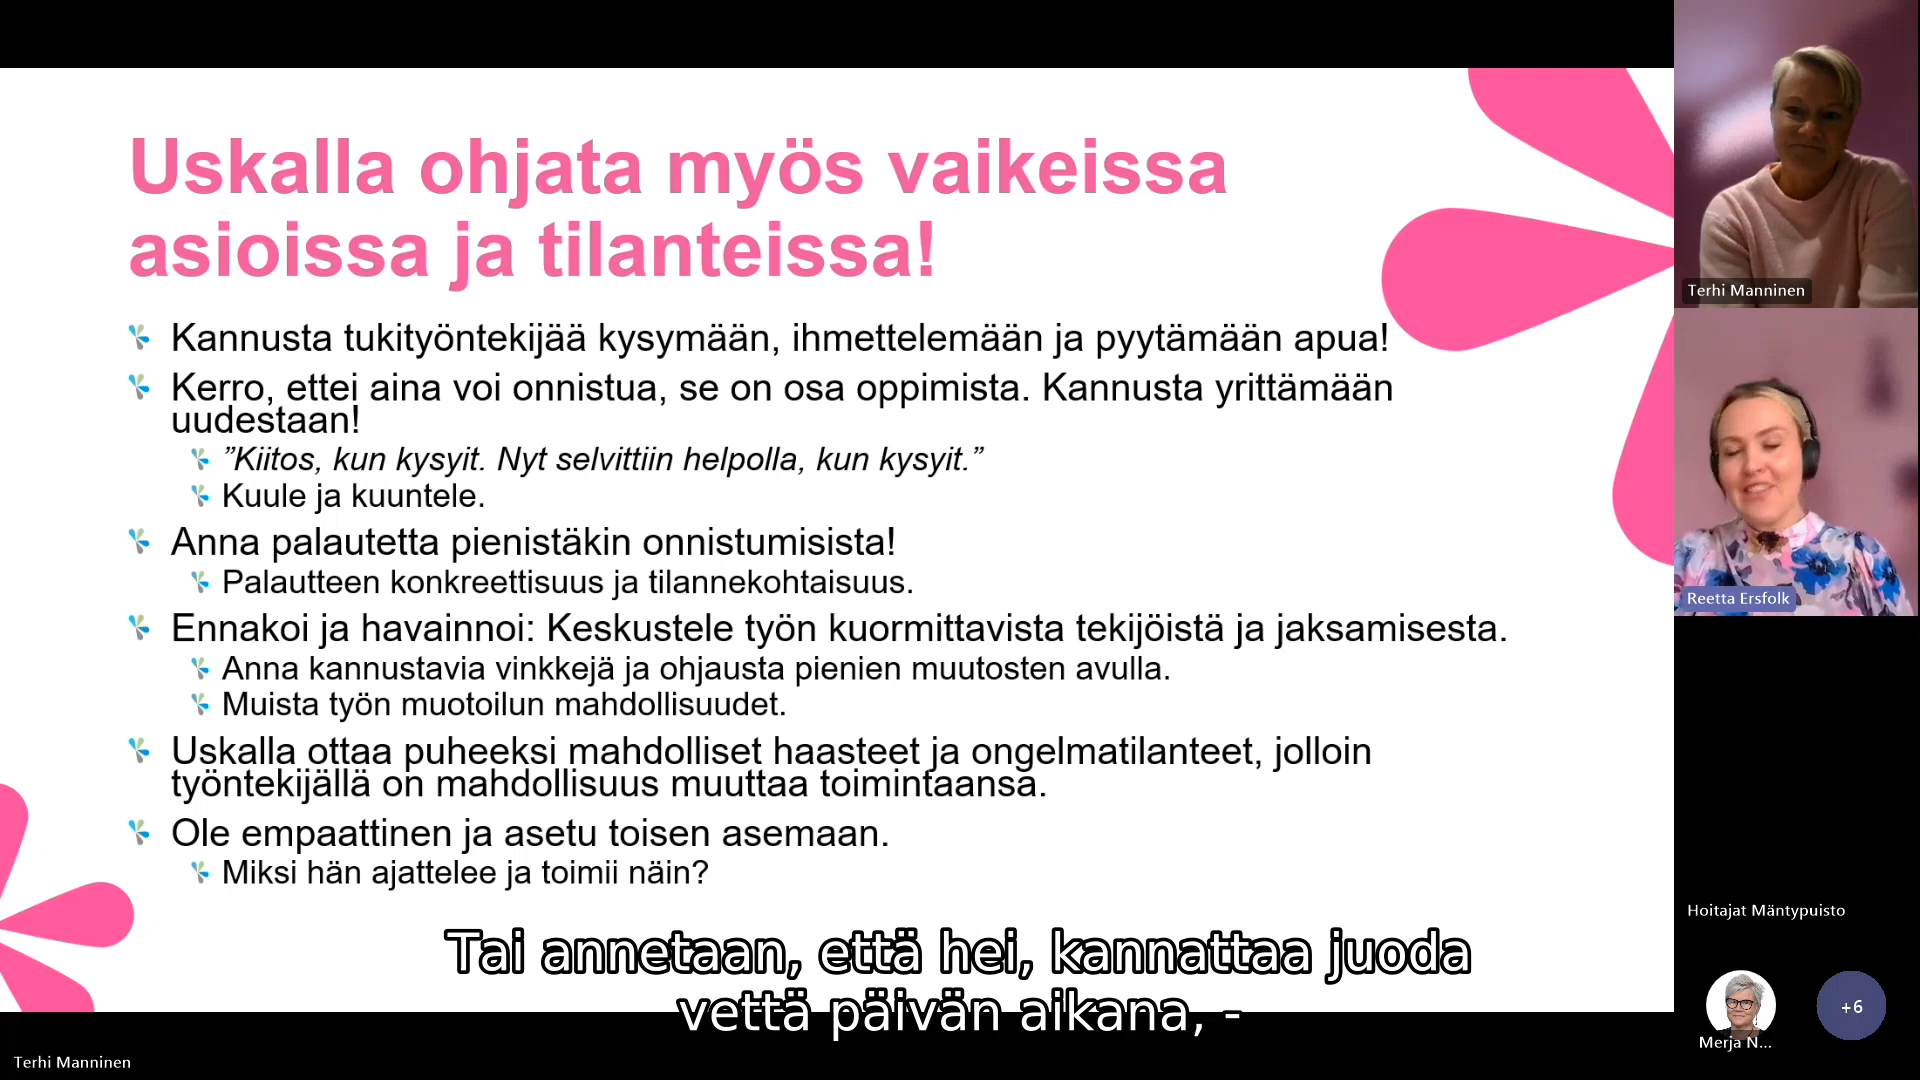 Uskalla ohjata myös vaikeissa
asioissa ja tilanteissa!
Kannusta tukityöntekijää kysymään, ihmettelemään ja pyytämään apua!
Kerro, ettei aina voi onnistua, se on osa oppimista. Kannusta yrittämään
uudestaan!
”Kiitos, kun kysyit. Nyt selvittiin helpolla, kun kysyit.”
Kuule ja kuuntele.
Anna palautetta pienistäkin onnistumisista!
Palautteen konkreettisuus ja tilannekohtaisuus.
Ennakoi ja havainnoi: Keskustele työn kuormittavista tekijöistä ja jaksamisesta.
Anna kannustavia vinkkejä ja ohjausta pienien muutosten avulla.
Muista työn muotoilun mahdollisuudet.
Uskalla ottaa puheeksi mahdolliset haasteet ja ongelmatilanteet, jolloin
työntekijällä on mahdollisuus muuttaa toimintaansa.
Ole empaattinen ja asetu toisen asemaan.
Miksi hän ajattelee ja toimii näin?
Tai annetaan, että hei, kannattaa juoda
vettä päivän aikana, -
Terhi Manninen
Terhi Manninen
Reetta Ersfolk
Hoitajat Mäntypuisto
Merja N...
+6